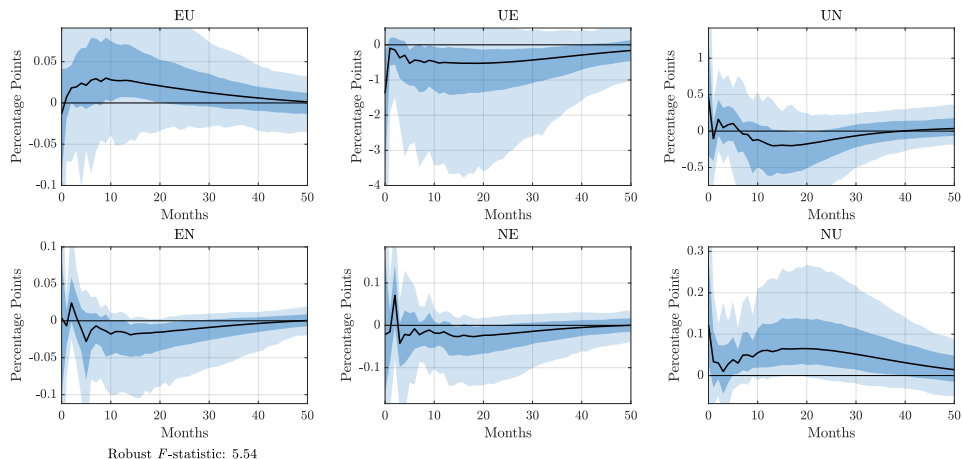 EU
UE
UN
Percentage Points
0.05
0
-0.05
-0.1
0 10 20 30 40 50
Months
Percentage Points
0
-1
-2
-3
-4
0 10 20 30 40 50
Months
Percentage Points
1
0.5
0
-0.5
0 10 20 30 40 50
Months
EN
NE
NU
Percentage Points
0.1
0.05
0
-0.05
-0.1
0 10 20 30 40 50
Months
Percentage Points
0.1
0
-0.1
0 10 20 30 40 50
Months
Percentage Points
0.3
0.2
0.1
0
0 10 20 30 40 50
Months
Robust F-statistic: 5.54